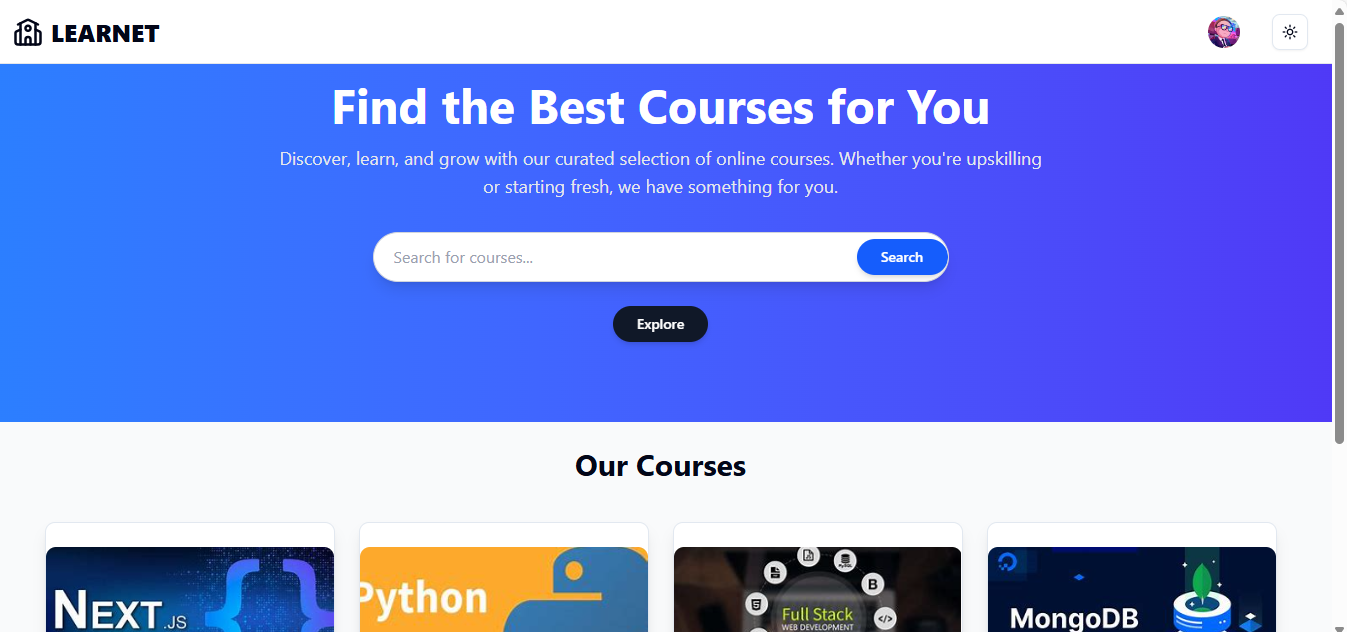 LEARNET
Find the Best Courses for You
Discover, learn, and grow with our curated selection of online courses. Whether you're upskilling
or starting fresh, we have something for you.
Search for courses...
Search
Explore
Our Courses
NEXT.JS
Python
Full Stack
WEB DEVELOPMENT
MySQL
B
MongoDB